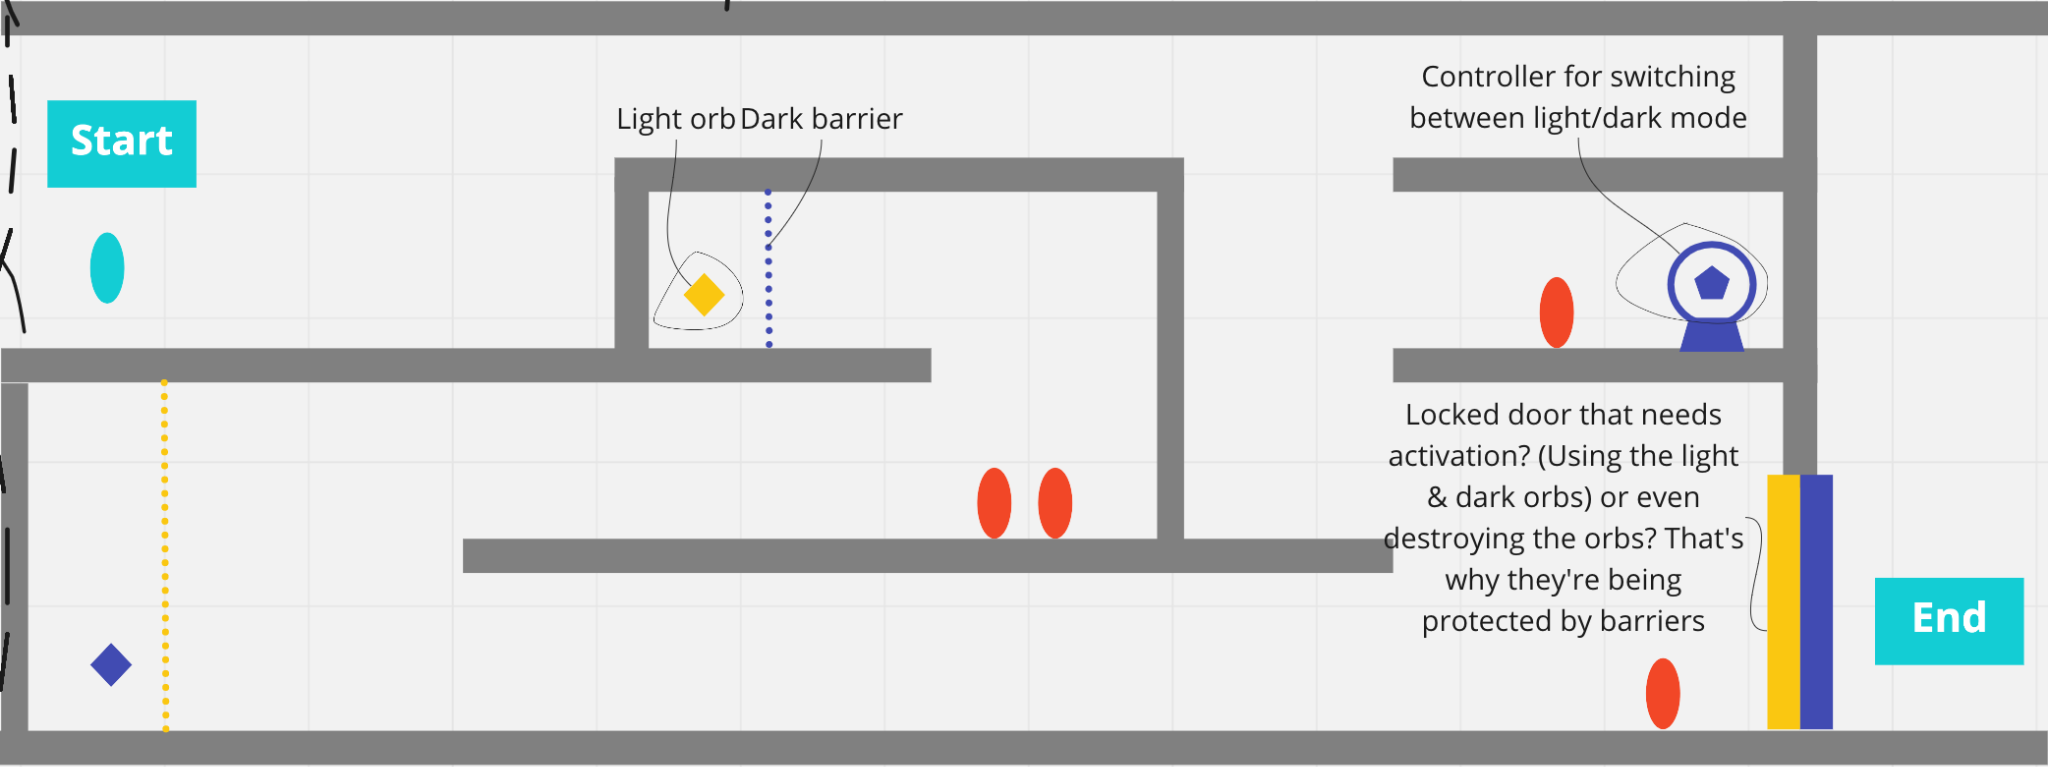 Start
Light orb
Dark barrier
Controller for switching
between light/dark mode
Locked door that needs
activation? (Using the light
& dark orbs) or even
destroying the orbs? That's
why they're being
protected by barriers
End